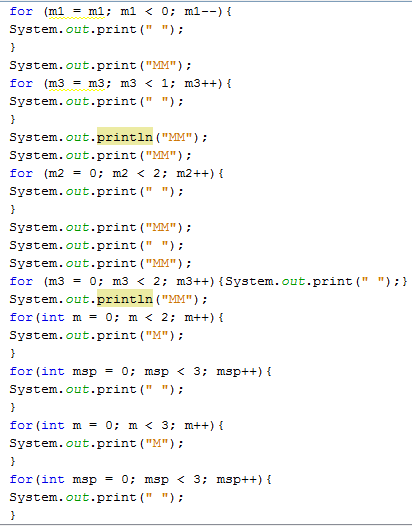 for (m1 = m1; m1 < 0; m1--){
System.out.print(" ");
}
System.out.print("MM");
for (m3 = m3; m3 < 1; m3++){
System.out.print(" ");
}
System.out.println("MM");
System.out.print("MM");
for (m2 = 0; m2 < 2; m2++){
System.out.print(" ");
}
System.out.print("MM");
System.out.print(" ");
System.out.print("MM");
for (m3 = 0; m3 < 2; m3++){System.out.print(" ");}
System.out.println("MM");
for(int m = 0; m < 2; m++){
System.out.print("M");
}
for(int msp = 0; msp < 3; msp++){
System.out.print(" ");
}
for(int m = 0; m < 3; m++){
System.out.print("M");
}
for(int msp = 0; msp < 3; msp++){
System.out.print(" ");
}